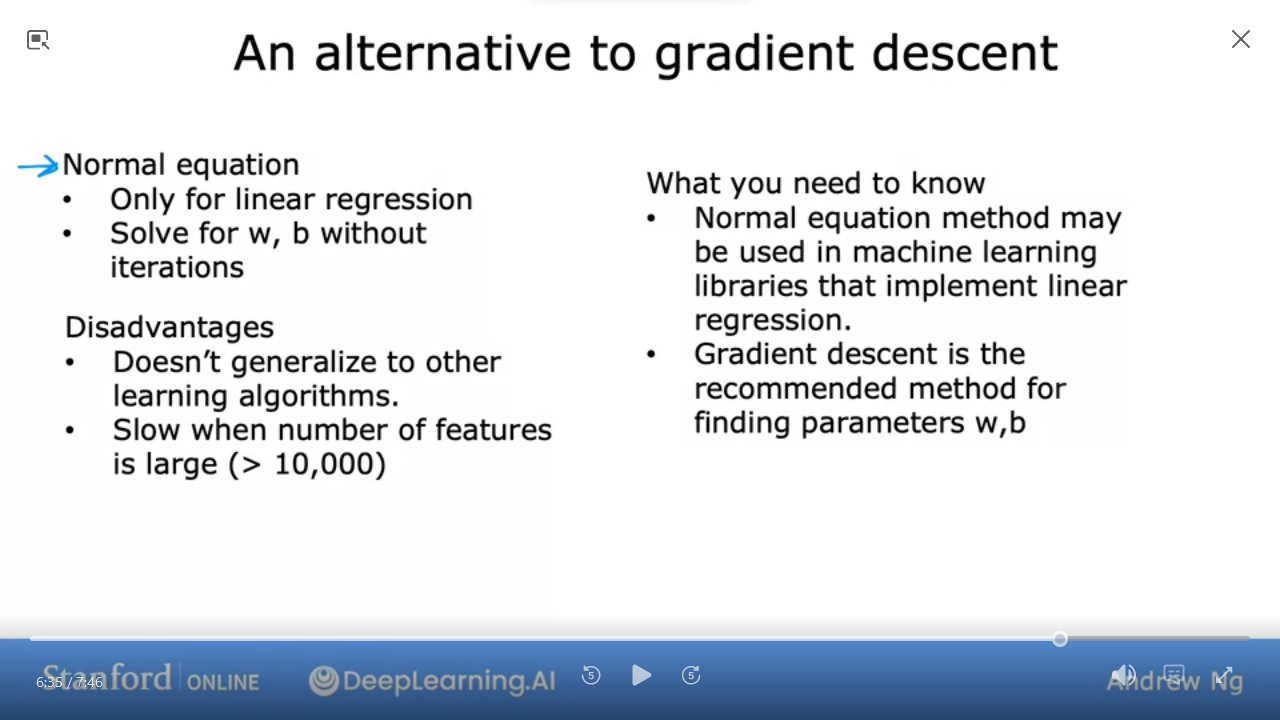 An alternative to gradient descent
Normal equation
• Only for linear regression
• Solve for w, b without
iterations
Disadvantages
• Doesn't generalize to other
learning algorithms.
• Slow when number of features
is large (> 10,000)
What you need to know
• Normal equation method may
be used in machine learning
libraries that implement linear
regression.
• Gradient descent is the
recommended method for
finding parameters w,b
Stanford ONLINE
6:35 / 7:46
DeepLearning.AI
5
5
Andrew Ng